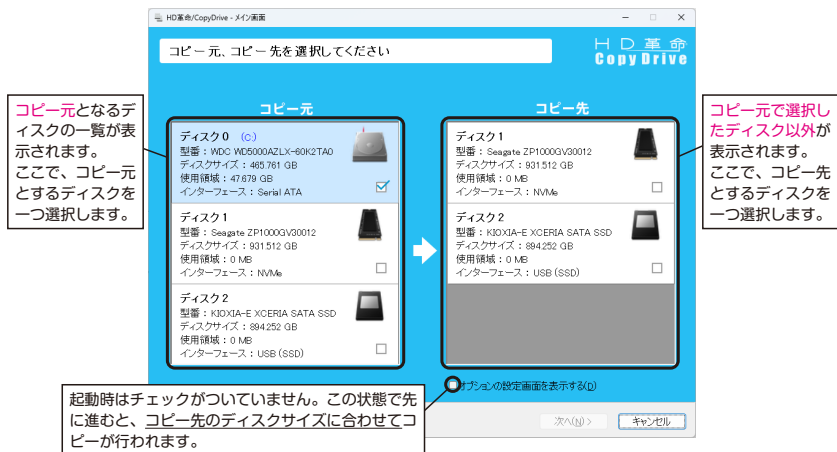 HD革命/CopyDrive - メイン画面
コピー元、コピー先を選択してください
HD革命
CopyDrive
コピー元
コピー先
コピー元となるデ
ィスクの一覧が表
示されます。
ここで、コピー元
とするディスクを
一つ選択します。
ディスク 0 (C:)
型番：WDC WD5000AZLX-60K2TA0
ディスクサイズ：465.761 GB
使用領域：47.679 GB
インターフェース：Serial ATA
ディスク 1
型番：Seagate ZP1000GV30012
ディスクサイズ：931.512 GB
使用領域：0 MB
インターフェース：NVMe
ディスク 2
型番：KIOXIA-E XCERIA SATA SSD
ディスクサイズ：894.252 GB
使用領域：0 MB
インターフェース：USB (SSD)
ディスク 1
型番：Seagate ZP1000GV30012
ディスクサイズ：931.512 GB
使用領域：0 MB
インターフェース：NVMe
ディスク 2
型番：KIOXIA-E XCERIA SATA SSD
ディスクサイズ：894.252 GB
使用領域：0 MB
インターフェース：USB (SSD)
コピー元で選択し
たディスク以外が
表示されます。
ここで、コピー先
とするディスクを
一つ選択します。
オプションの設定画面を表示する(D)
起動時はチェックがついていません。この状態で先
に進むと、コピー先のディスクサイズに合わせてコ
ピーが行われます。
次へ(N) >
キャンセル